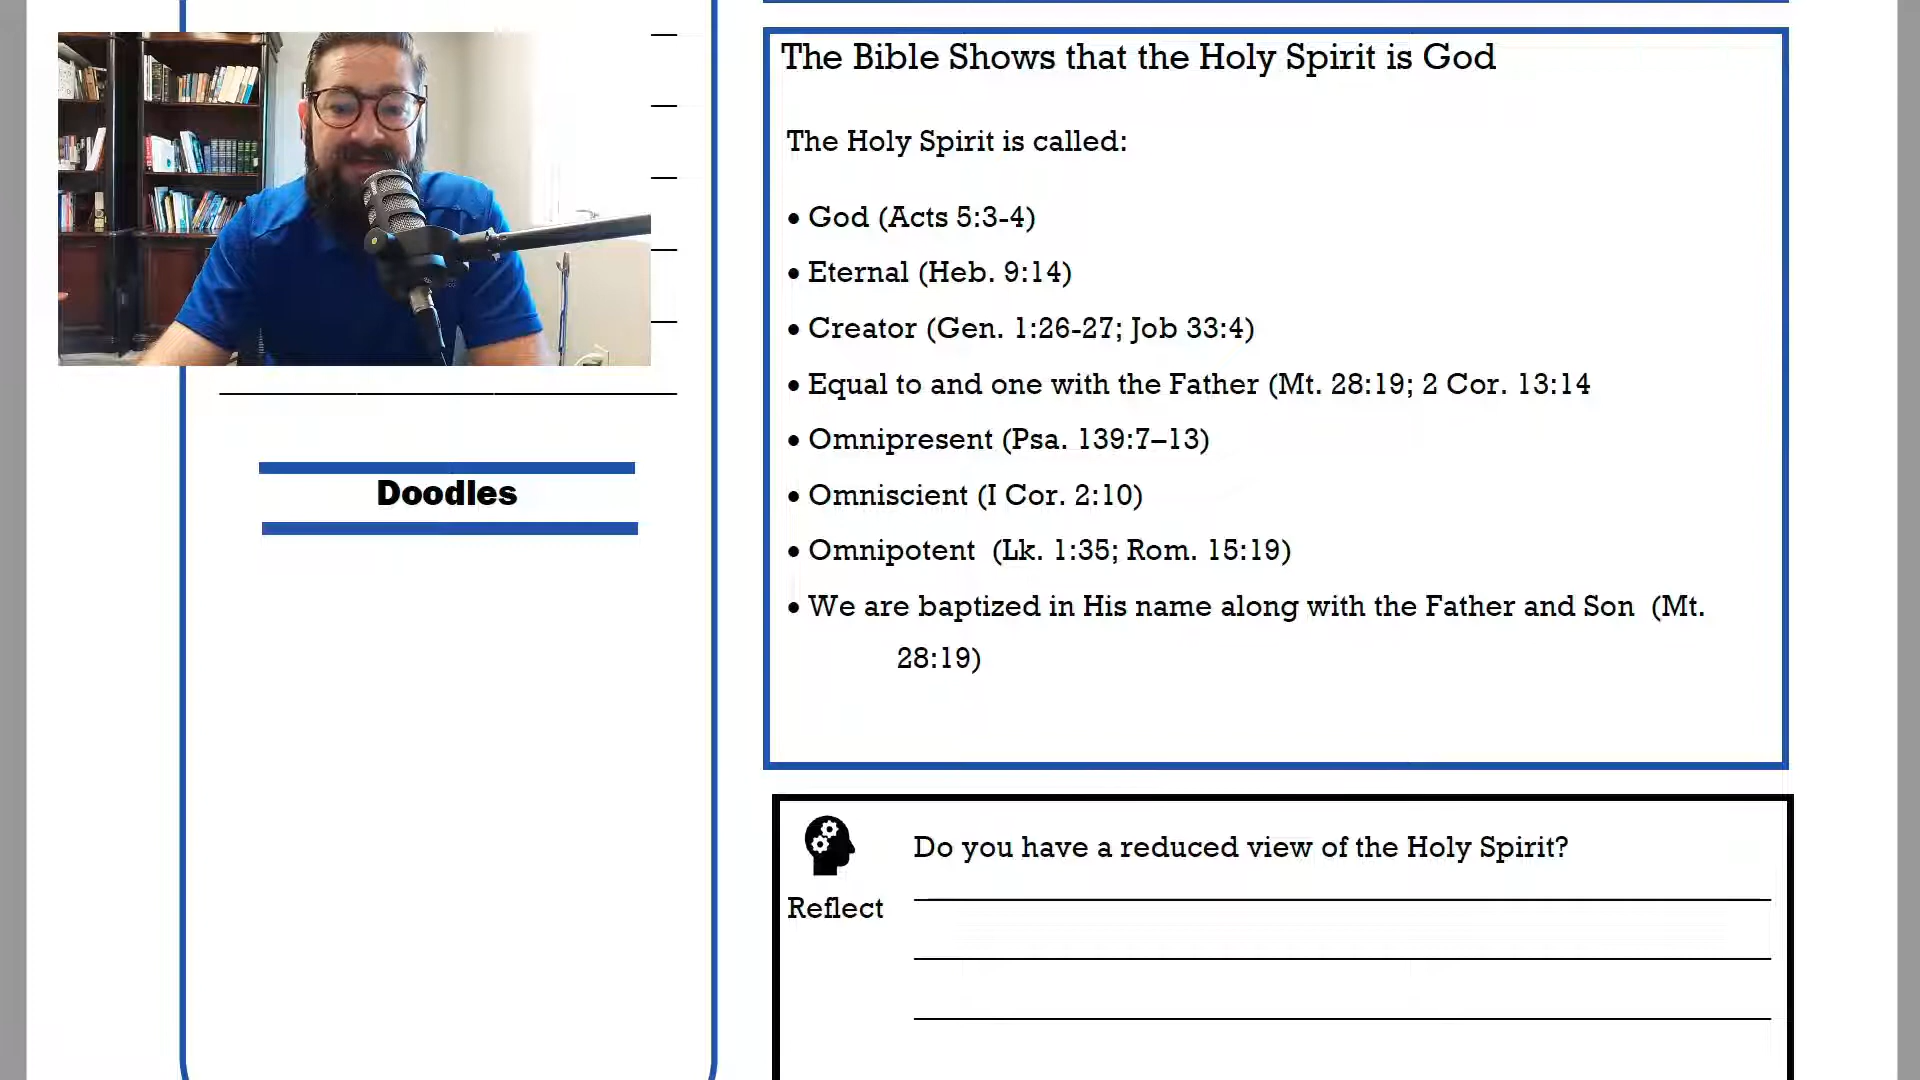 The Bible Shows that the Holy Spirit is God
The Holy Spirit is called:
• God (Acts 5:3-4)
• Eternal (Heb. 9:14)
• Creator (Gen. 1:26-27; Job 33:4)
• Equal to and one with the Father (Mt. 28:19; 2 Cor. 13:14
• Omnipresent (Psa. 139:7–13)
• Omniscient (I Cor. 2:10)
• Omnipotent  (Lk. 1:35; Rom. 15:19)
• We are baptized in His name along with the Father and Son  (Mt.
28:19)
Doodles
Do you have a reduced view of the Holy Spirit?
Reflect